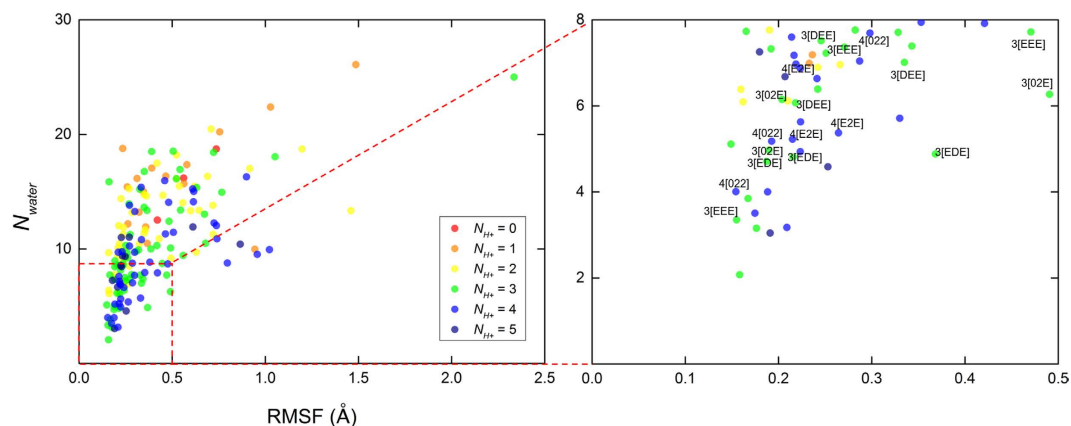 30
20
10
0
N_water
0.0
0.5
1.0
1.5
2.0
2.5
RMSF (Å)
N_H+ = 0
N_H+ = 1
N_H+ = 2
N_H+ = 3
N_H+ = 4
N_H+ = 5
8
6
4
2
0.0
0.1
0.2
0.3
0.4
0.5
3[DEE]
4[022]
3[EEE]
3[EEE]
4[E2E]
3[DEE]
3[02E]
3[02E]
3[DEE]
4[022]
4[E2E]
4[E2E]
3[02E]
3[EDE]
3[EDE]
3[EDE]
4[022]
3[EEE]